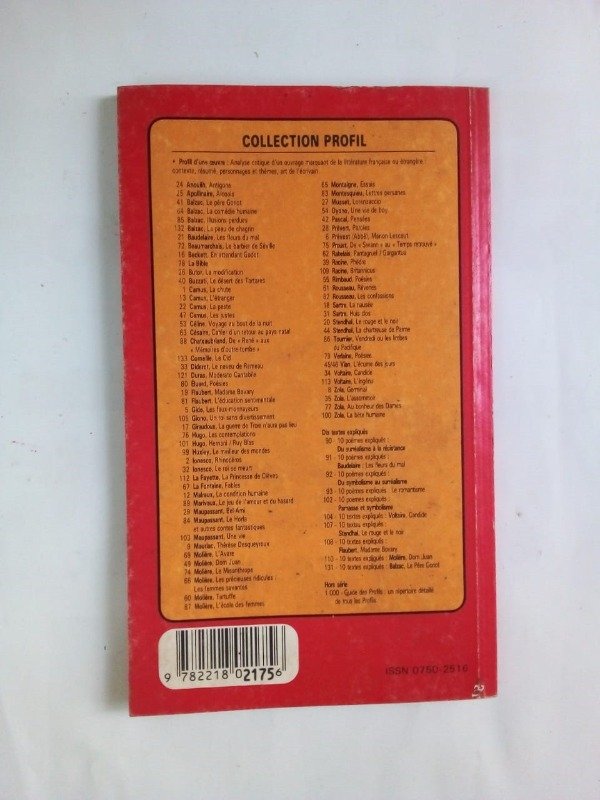 COLLECTION PROFIL
• Profil d'une œuvre : Analyse critique d'un ouvrage marquant de la littérature française ou étrangère :
contexte, résumé, personnages et thèmes, art de l'écrivain.
24 Anouilh, Antigone
25 Apollinaire, Alcools
41 Balzac, Le père Goriot
64 Balzac, La comédie humaine
85 Balzac, Illusions perdues
132 Balzac, La peau de chagrin
21 Baudelaire, Les fleurs du mal
72 Beaumarchais, Le barbier de Séville
16 Beckett, En attendant Godot
78 La Bible
26 Butor, La modification
40 Buzzati, Le désert des Tartares
1 Camus, La chute
13 Camus, L'étranger
22 Camus, La peste
47 Camus, Les justes
53 Céline, Voyage au bout de la nuit
63 Césaire, Cahier d'un retour au pays natal
88 Chateaubriand, De « René » aux
« Mémoires d'outre-tombe »
133 Corneille, Le Cid
33 Diderot, Le neveu de Rameau
121 Duras, Moderato Cantabile
80 Éluard, Poésies
19 Flaubert, Madame Bovary
81 Flaubert, L'éducation sentimentale
5 Gide, Les faux-monnayeurs
105 Giono, Un roi sans divertissement
17 Giraudoux, La guerre de Troie n'aura pas lieu
76 Hugo, Les contemplations
101 Hugo, Hernani / Ruy Blas
99 Huxley, Le meilleur des mondes
2 Ionesco, Rhinocéros
32 Ionesco, Le roi se meurt
112 La Fayette, La Princesse de Clèves
67 La Fontaine, Fables
12 Malraux, La condition humaine
89 Marivaux, Le jeu de l'amour et du hasard
29 Maupassant, Bel-Ami
84 Maupassant, Le Horla
et autres contes fantastiques
103 Maupassant, Une vie
9 Mauriac, Thérèse Desqueyroux
69 Molière, L'Avare
49 Molière, Dom Juan
74 Molière, Le Misanthrope
66 Molière, Les précieuses ridicules /
Les femmes savantes
60 Molière, Tartuffe
87 Molière, L'école des femmes
65 Montaigne, Essais
83 Montesquieu, Lettres persanes
27 Musset, Lorenzaccio
54 Oyono, Une vie de boy
42 Pascal, Pensées
28 Prévert, Paroles
6 Prévost (Abbé), Manon Lescaut
75 Proust, De « Swann » au « Temps retrouvé »
62 Rabelais, Pantagruel / Gargantua
39 Racine, Phèdre
109 Racine, Britannicus
56 Rimbaud, Poésies
61 Rousseau, Rêveries
82 Rousseau, Les confessions
18 Sartre, La nausée
31 Sartre, Huis clos
20 Stendhal, Le rouge et le noir
44 Stendhal, La chartreuse de Parme
86 Tournier, Vendredi ou les limbes
du Pacifique
79 Verlaine, Poésies
45/46 Vian, L'écume des jours
34 Voltaire, Candide
113 Voltaire, L'ingénu
8 Zola, Germinal
35 Zola, L'assommoir
77 Zola, Au bonheur des Dames
100 Zola, La bête humaine
Dix textes expliqués
90 - 10 poèmes expliqués :
Du surréalisme à la résistance
91 - 10 poèmes expliqués :
Baudelaire : Les fleurs du mal
92 - 10 poèmes expliqués :
Du symbolisme au surréalisme
93 - 10 poèmes expliqués : Le romantisme
102 - 10 poèmes expliqués :
Parnasse et symbolisme
104 - 10 textes expliqués : Voltaire, Candide
107 - 10 textes expliqués :
Stendhal, Le rouge et le noir
108 - 10 textes expliqués :
Flaubert, Madame Bovary
110 - 10 textes expliqués : Molière, Dom Juan
131 - 10 textes expliqués : Balzac, Le Père Goriot
Hors série
1 000 - Guide des Profils : un répertoire détaillé
de tous les Profils.
9 782218 021756
ISSN 0750-2516